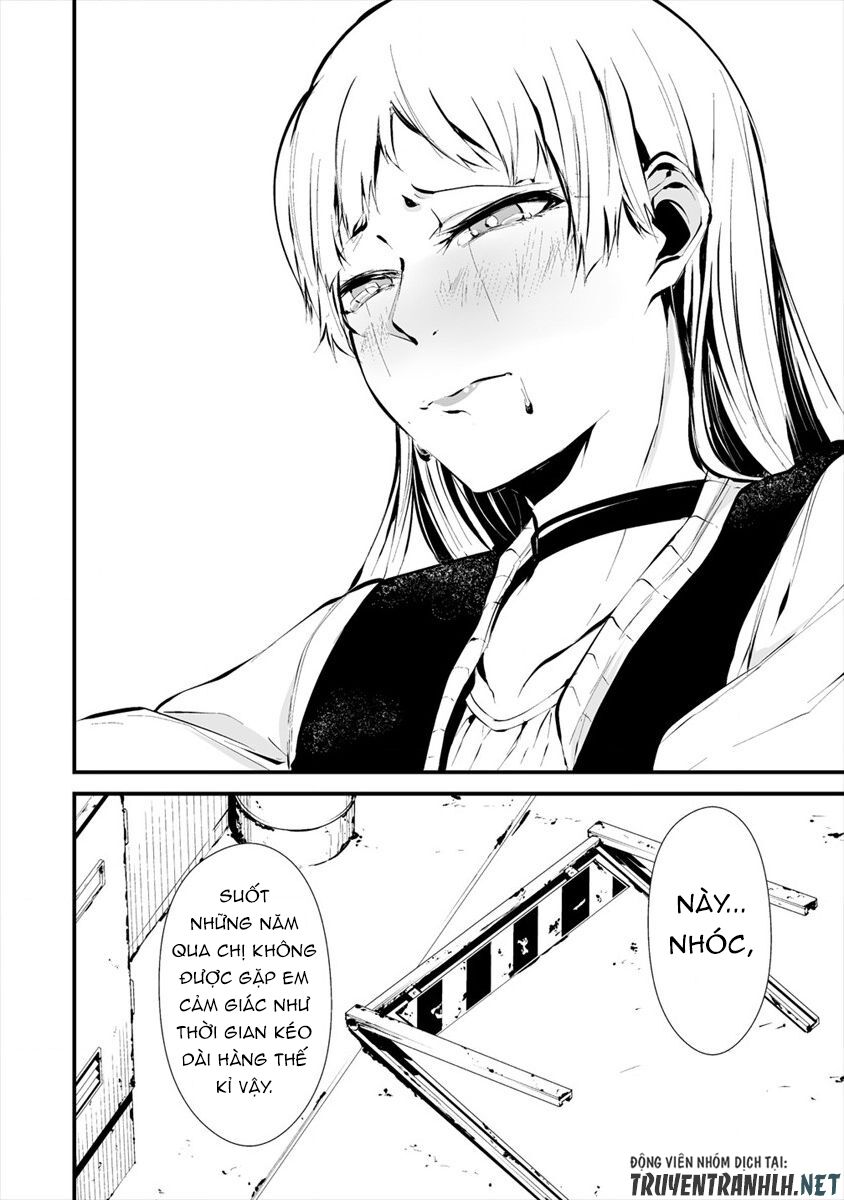 NÀY...
NHÓC,
SUỐT
NHỮNG NĂM
QUA CHỊ KHÔNG
ĐƯỢC GẶP EM
CẢM GIÁC NHƯ
THỜI GIAN KÉO
DÀI HÀNG THẾ
KỈ VẬY.
ĐỘNG VIÊN NHÓM DỊCH TẠI:
TRUYENTRANHLH.NET